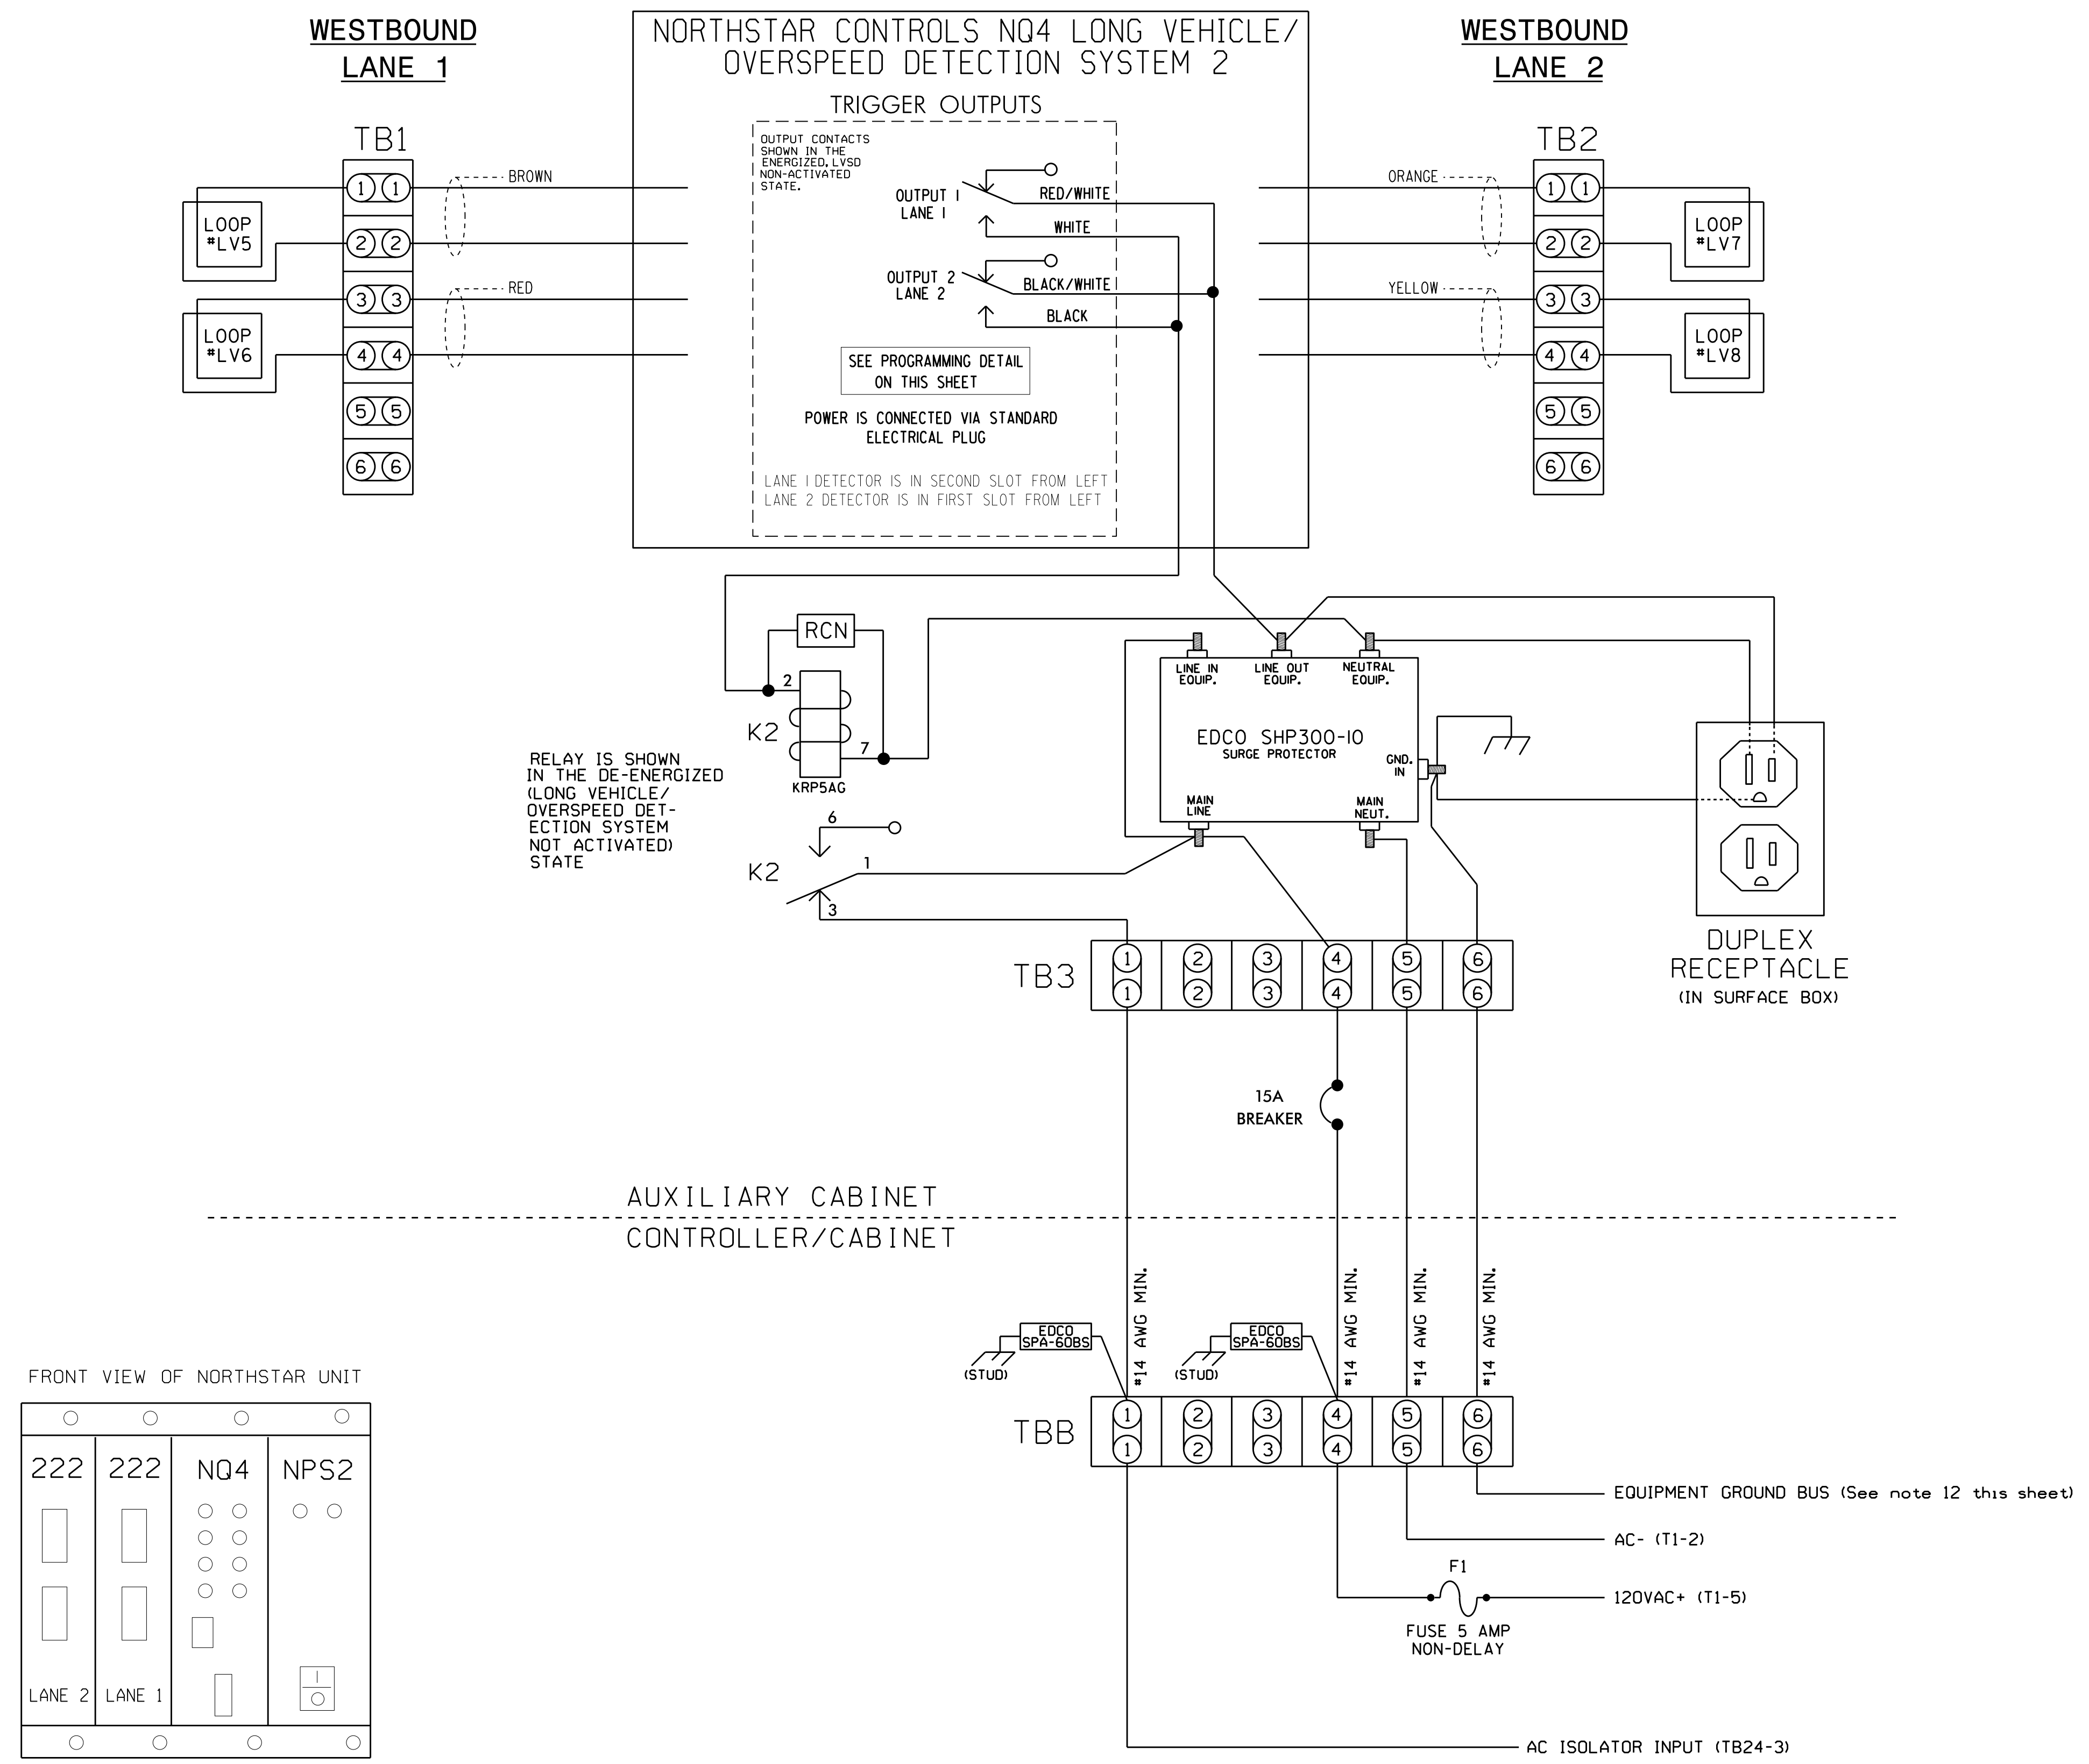 WESTBOUND
LANE 1
NORTHSTAR CONTROLS NQ4 LONG VEHICLE/
OVERSPEED DETECTION SYSTEM 2
WESTBOUND
LANE 2
TRIGGER OUTPUTS
OUTPUT CONTACTS
SHOWN IN THE
ENERGIZED, LVSD
NON-ACTIVATED
STATE.
OUTPUT 1
LANE 1
RED/WHITE
WHITE
OUTPUT 2
LANE 2
BLACK/WHITE
BLACK
SEE PROGRAMMING DETAIL
ON THIS SHEET
POWER IS CONNECTED VIA STANDARD
ELECTRICAL PLUG
LANE 1 DETECTOR IS IN SECOND SLOT FROM LEFT
LANE 2 DETECTOR IS IN FIRST SLOT FROM LEFT
TB1
1 1
2 2
3 3
4 4
5 5
6 6
LOOP
#LV5
LOOP
#LV6
BROWN
RED
TB2
1 1
2 2
3 3
4 4
5 5
6 6
ORANGE
YELLOW
LOOP
#LV7
LOOP
#LV8
RCN
2
K2
7
KRP5AG
RELAY IS SHOWN
IN THE DE-ENERGIZED
(LONG VEHICLE/
OVERSPEED DET-
ECTION SYSTEM
NOT ACTIVATED)
STATE
6
K2
1
3
LINE IN
EQUIP.
LINE OUT
EQUIP.
NEUTRAL
EQUIP.
EDCO SHP300-10
SURGE PROTECTOR
GND.
IN
MAIN
LINE
MAIN
NEUT.
DUPLEX
RECEPTACLE
(IN SURFACE BOX)
TB3
1 2 3 4 5 6
1 2 3 4 5 6
15A
BREAKER
AUXILIARY CABINET
CONTROLLER/CABINET
#14 AWG MIN.
#14 AWG MIN.
#14 AWG MIN.
#14 AWG MIN.
EDCO
SPA-60BS
(STUD)
EDCO
SPA-60BS
(STUD)
TBB
1 2 3 4 5 6
1 2 3 4 5 6
EQUIPMENT GROUND BUS (See note 12 this sheet)
AC- (T1-2)
F1
120VAC+ (T1-5)
FUSE 5 AMP
NON-DELAY
AC ISOLATOR INPUT (TB24-3)
FRONT VIEW OF NORTHSTAR UNIT
222 222 NQ4 NPS2
LANE 2 LANE 1